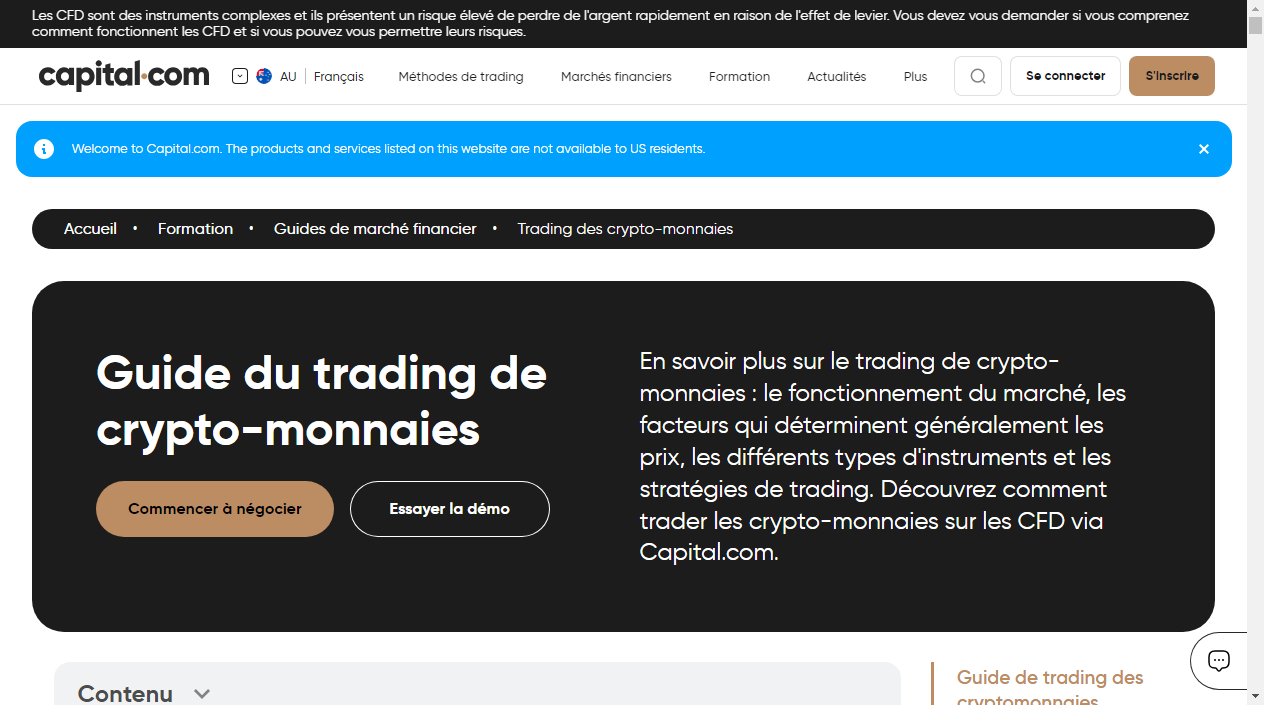 Les CFD sont des instruments complexes et ils présentent un risque élevé de perdre de l'argent rapidement en raison de l'effet de levier. Vous devez vous demander si vous comprenez
comment fonctionnent les CFD et si vous pouvez vous permettre leurs risques.
capital.com
AU
Français
Méthodes de trading
Marchés financiers
Formation
Actualités
Plus
Se connecter
S'inscrire
Welcome to Capital.com. The products and services listed on this website are not available to US residents.
Accueil • Formation • Guides de marché financier • Trading des crypto-monnaies
Guide du trading de
crypto-monnaies
Commencer à négocier
Essayer la démo
En savoir plus sur le trading de crypto-
monnaies : le fonctionnement du marché, les
facteurs qui déterminent généralement les
prix, les différents types d'instruments et les
stratégies de trading. Découvrez comment
trader les crypto-monnaies sur les CFD via
Capital.com.
Contenu
Guide de trading des
cryptomonnaies